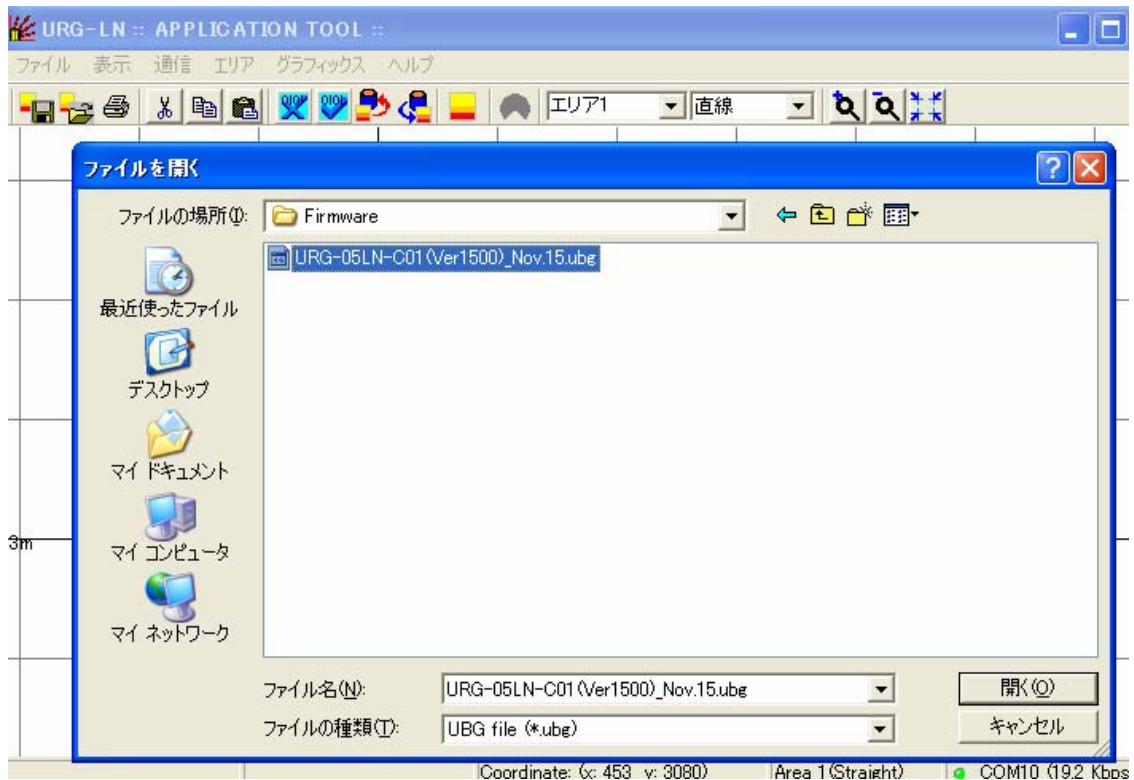 URG-LN :: APPLICATION TOOL ::
ファイル 表示 通信 エリア グラフィックス ヘルプ
エリア1 直線
ファイルを開く
ファイルの場所(I): Firmware
URG-05LN-C01(Ver1500)_Nov.15.ubg
最近使ったファイル
デスクトップ
マイ ドキュメント
3m
マイ コンピュータ
マイ ネットワーク
ファイル名(N): URG-05LN-C01(Ver1500)_Nov.15.ubg 開く(O)
ファイルの種類(T): UBG file (*.ubg) キャンセル
Coordinate: (x: 453 y: 3080) Area 1(Straight) COM10 (19.2 Kbps